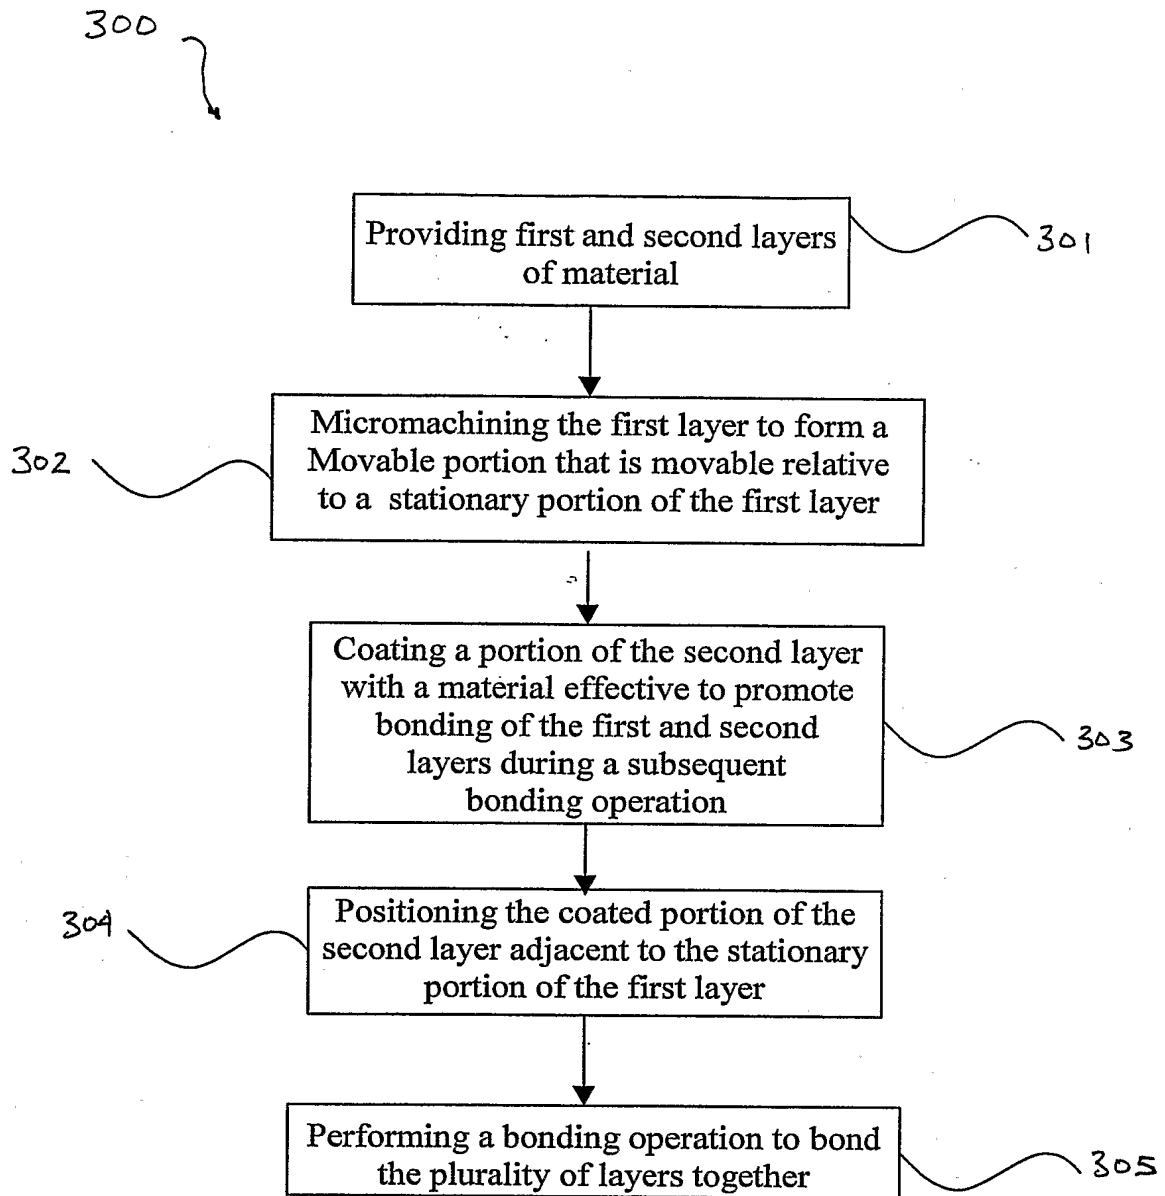 300
Providing first and second layers
of material
301
Micromachining the first layer to form a
Movable portion that is movable relative
to a stationary portion of the first layer
302
Coating a portion of the second layer
with a material effective to promote
bonding of the first and second
layers during a subsequent
bonding operation
303
Positioning the coated portion of the
second layer adjacent to the stationary
portion of the first layer
304
Performing a bonding operation to bond
the plurality of layers together
305